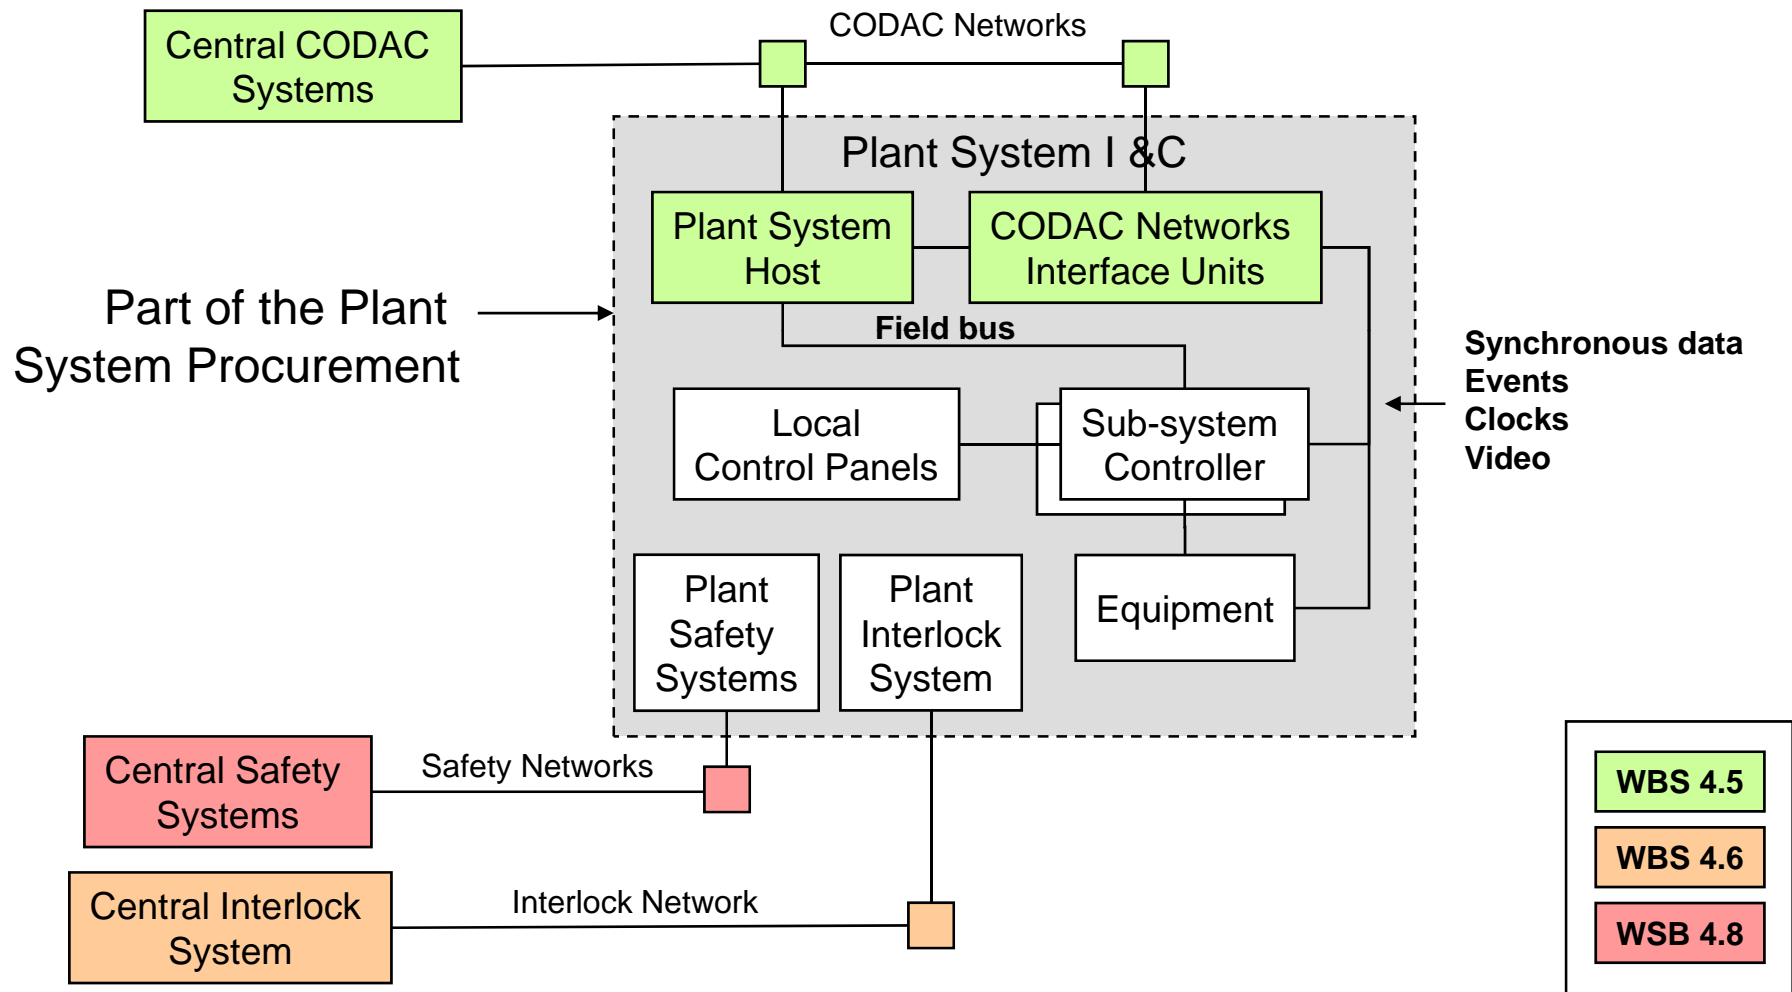 CODAC Networks
Central CODAC
Systems
Plant System I &C
Plant System
Host
CODAC Networks
Interface Units
Part of the Plant
System Procurement
Field bus
Synchronous data
Events
Clocks
Video
Local
Control Panels
Sub-system
Controller
Plant
Safety
Systems
Plant
Interlock
System
Equipment
Central Safety
Systems
Safety Networks
Central Interlock
System
Interlock Network
WBS 4.5
WBS 4.6
WSB 4.8